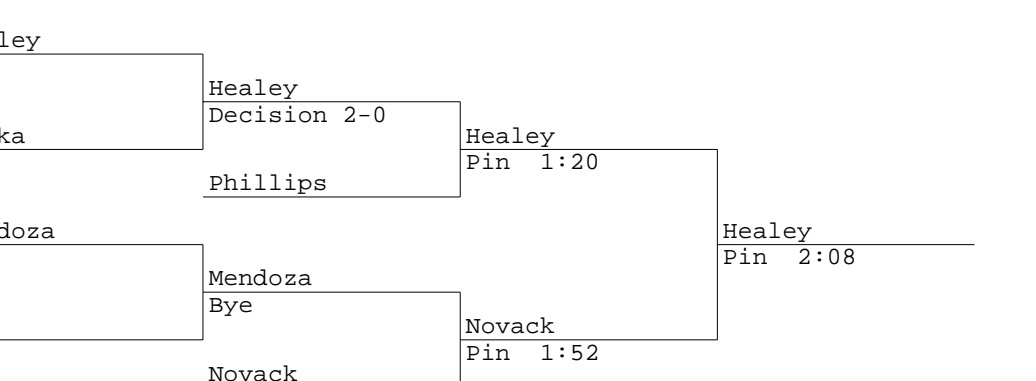 ley
Healey
Decision 2-0
ka
Healey
Pin 1:20
Phillips
doza
Healey
Pin 2:08
Mendoza
Bye
Novack
Pin 1:52
Novack